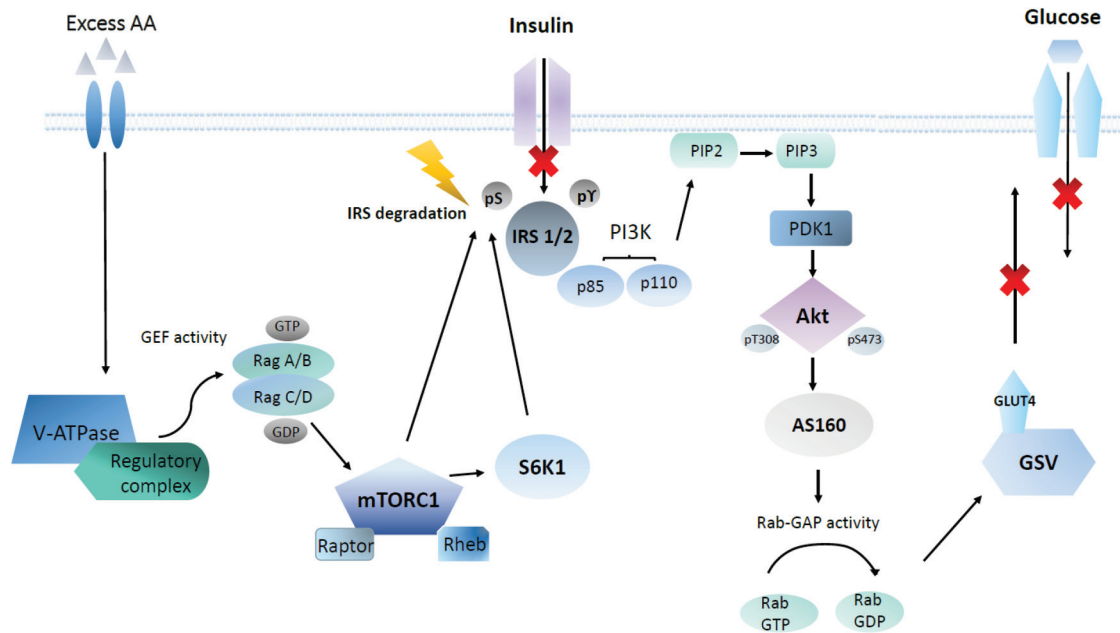 Excess AA
Insulin
Glucose
PIP2
PIP3
IRS degradation
pS
pϒ
IRS 1/2
PI3K
p85
p110
PDK1
Akt
pT308
pS473
GEF activity
GTP
Rag A/B
Rag C/D
GDP
V-ATPase
Regulatory
complex
mTORC1
Raptor
Rheb
S6K1
AS160
Rab-GAP activity
Rab
GTP
Rab
GDP
GLUT4
GSV